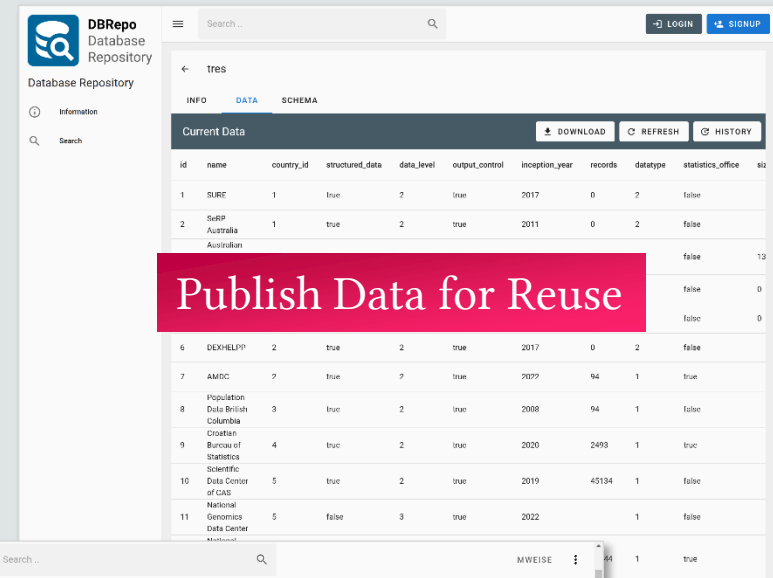 DBRepo
Database
Repository
Search ..
LOGIN
SIGNUP
Database Repository
Information
Search
tres
INFO DATA SCHEMA
Current Data
DOWNLOAD REFRESH HISTORY
id name country_id structured_data data_level output_control inception_year records datatype statistics_office
1 SURE 1 true 2 true 2017 0 2 false
2 SeRP Australia 1 true 2 true 2011 0 2 false
Australian
false 13
Publish Data for Reuse
false 0
false 0
6 DEXHELPP 2 true 2 true 2017 0 2 false
7 AMDC 2 true 2 true 2022 94 1 true
8 Population Data British Columbia 3 true 2 true 2008 94 1 false
9 Croatian Bureau of Statistics 4 true 2 true 2020 2493 1 true
10 Scientific Data Center of CAS 5 true 2 true 2019 45134 1 false
11 National Genomics Data Center 5 false 3 true 2022 1 false
National
Search .. MWEISE 44 1 true